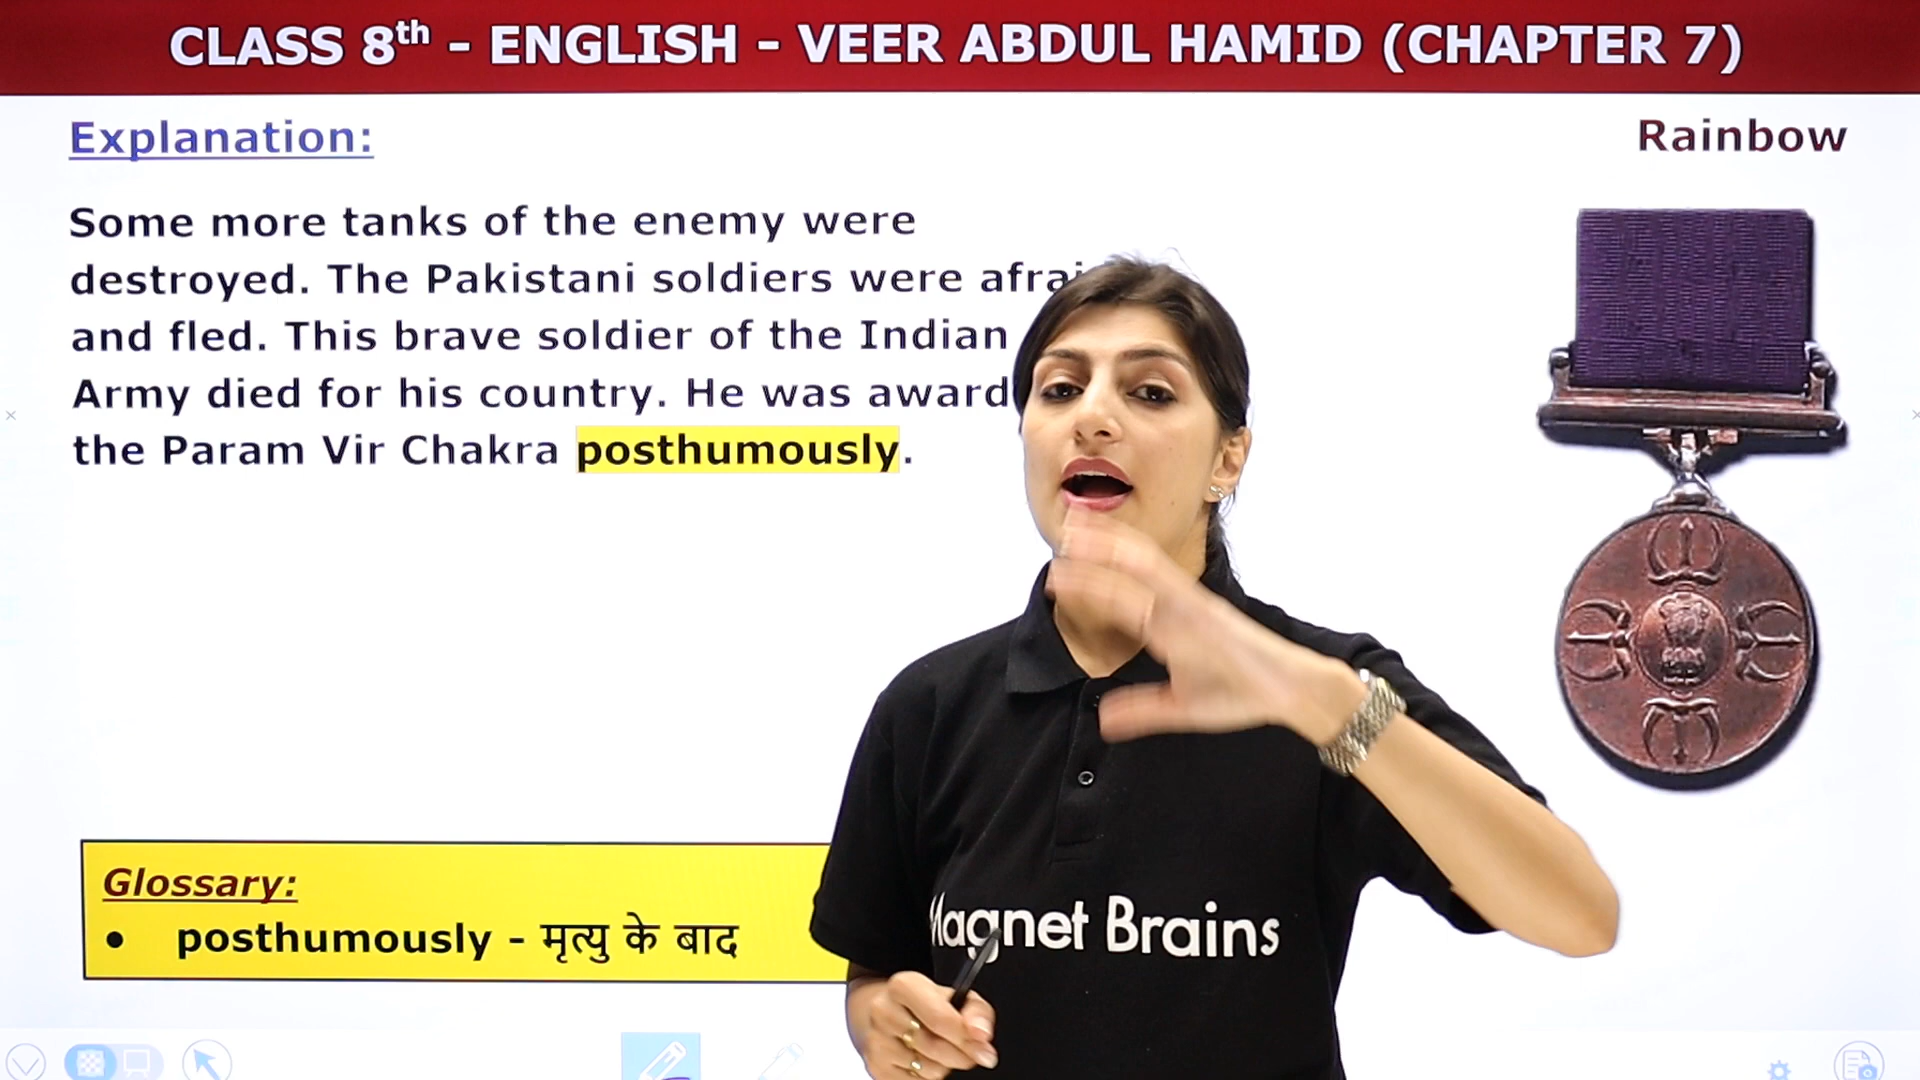 CLASS 8th - ENGLISH - VEER ABDUL HAMID (CHAPTER 7)
Explanation:
Rainbow
Some more tanks of the enemy were
destroyed. The Pakistani soldiers were
and fled. This brave soldier of the Indian
Army died for his country. He was
the Param Vir Chakra posthumously.
Glossary:
• posthumously - मृत्यु के बाद
Magnet Brains